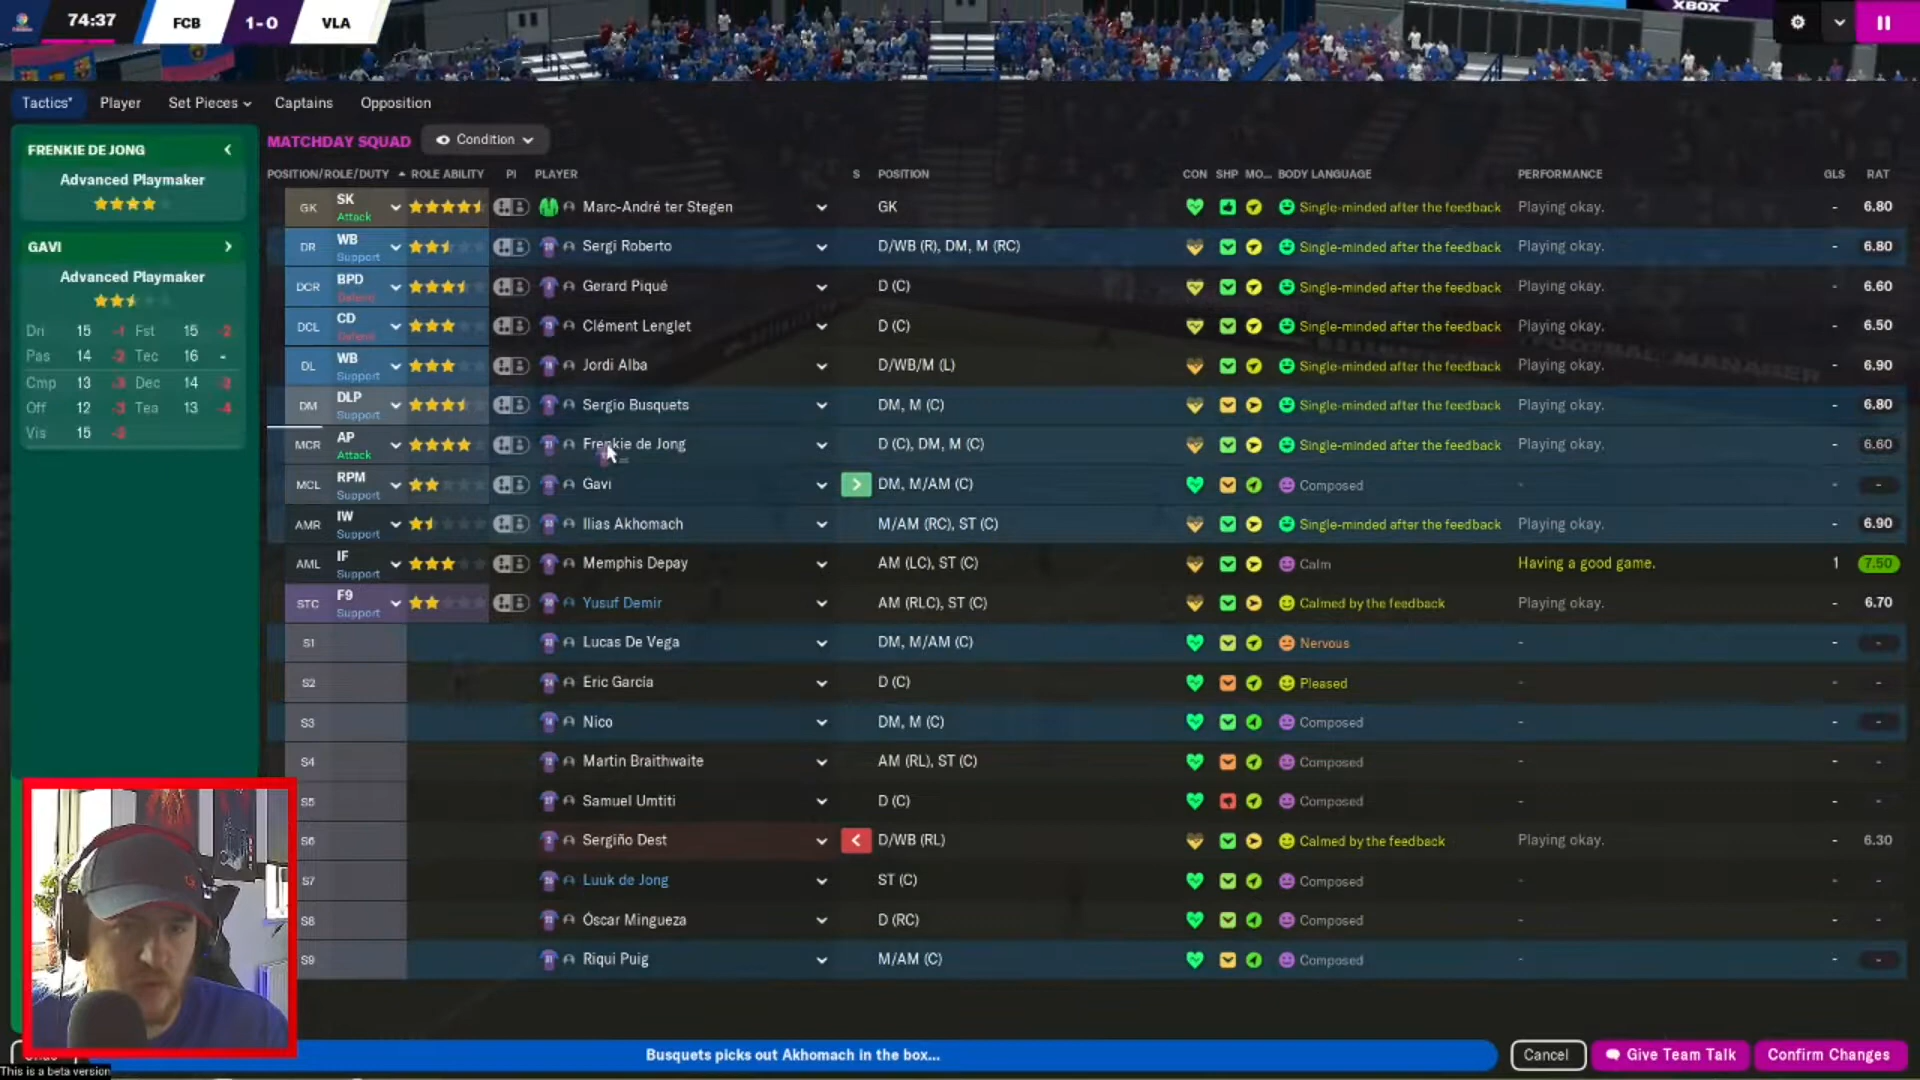 74:37 FCB 1-0 VLA
XBOX
Tactics* Player Set Pieces Captains Opposition
FRENKIE DE JONG
Advanced Playmaker
GAVI
Advanced Playmaker
Dri 15 -1 Fst 15 -2
Pas 14 -2 Tec 16 -
Cmp 13 -3 Dec 14
Off 12 -3 Tea 13 -4
Vis 15
MATCHDAY SQUAD Condition
POSITION/ROLE/DUTY ROLE ABILITY PI PLAYER S POSITION CON SHP MO... BODY LANGUAGE PERFORMANCE GLS RAT
GK SK Attack Marc-André ter Stegen GK Single-minded after the feedback Playing okay. - 6.80
DR WB Support Sergi Roberto D/WB (R), DM, M (RC) Single-minded after the feedback Playing okay. - 6.80
DCR BPD Defend Gerard Piqué D (C) Single-minded after the feedback Playing okay. - 6.60
DCL CD Defend Clément Lenglet D (C) Single-minded after the feedback Playing okay. - 6.50
DL WB Support Jordi Alba D/WB/M (L) Single-minded after the feedback Playing okay. - 6.90
DM DLP Support Sergio Busquets DM, M (C) Single-minded after the feedback Playing okay. - 6.80
MCR AP Attack Frenkie de Jong D (C), DM, M (C) Single-minded after the feedback Playing okay. - 6.60
MCL RPM Support Gavi DM, M/AM (C) Composed - - -
AMR IW Support Ilias Akhomach M/AM (RC), ST (C) Single-minded after the feedback Playing okay. - 6.90
AML IF Support Memphis Depay AM (LC), ST (C) Calm Having a good game. 1 7.50
STC F9 Support Yusuf Demir AM (RLC), ST (C) Calmed by the feedback Playing okay. - 6.70
S1 Lucas De Vega DM, M/AM (C) Nervous - - -
S2 Eric García D (C) Pleased - - -
S3 Nico DM, M (C) Composed - - -
S4 Martin Braithwaite AM (RL), ST (C) Composed - - -
S5 Samuel Umtiti D (C) Composed - - -
S6 Sergiño Dest D/WB (RL) Calmed by the feedback Playing okay. - 6.30
S7 Luuk de Jong ST (C) Composed - - -
S8 Óscar Mingueza D (RC) Composed - - -
S9 Riqui Puig M/AM (C) Composed - - -
Busquets picks out Akhomach in the box... Cancel Give Team Talk Confirm Changes
This is a beta version